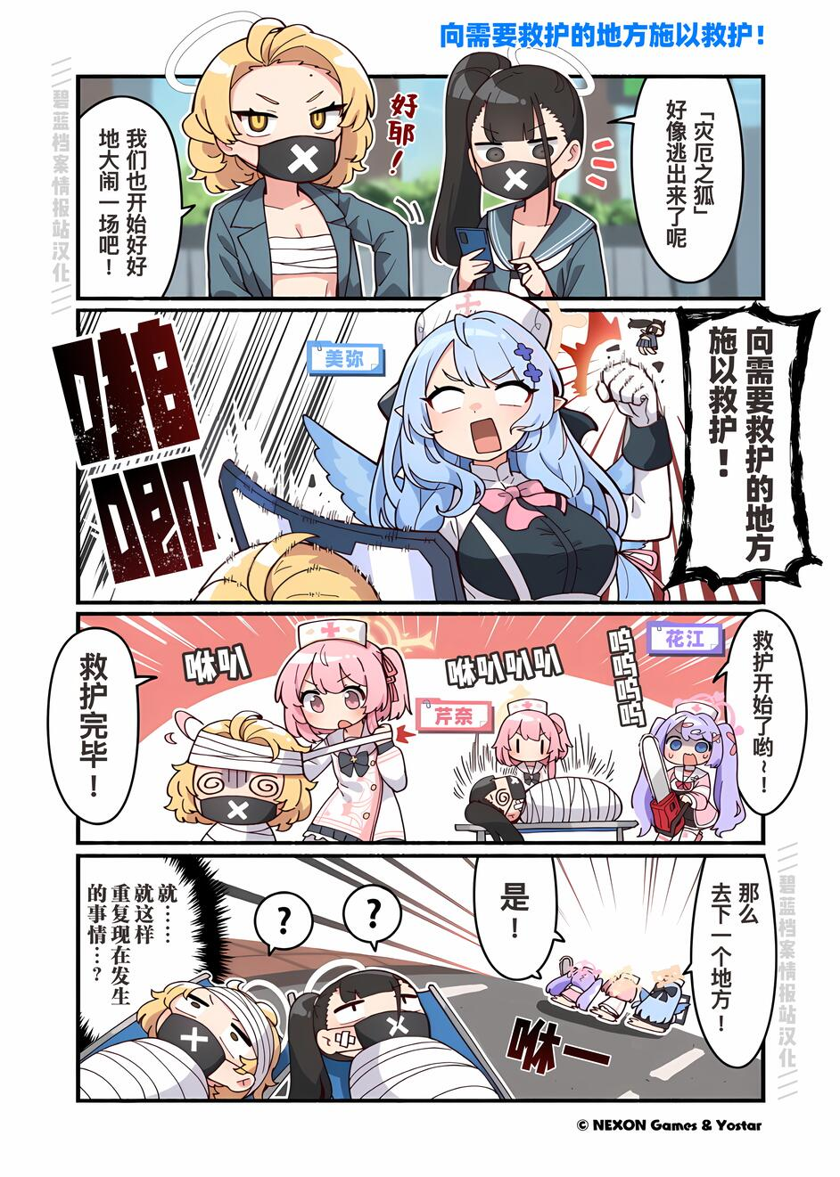 向需要救护的地方施以救护！
碧蓝档案情报站汉化
「灾厄之狐」
好像逃出来了呢
好耶！
我们也开始好好
地大闹一场吧！
向需要救护的地方
施以救护！
美弥
啪
唧
救护开始了哟~！
花江
呜呜呜呜
咻叭叭叭
芹奈
咻叭
救护完毕！
那么
去下一个地方！
是！
咻一
？
？
就……
就这样
重复现在发生
的事情…？
碧蓝档案情报站汉化
© NEXON Games & Yostar